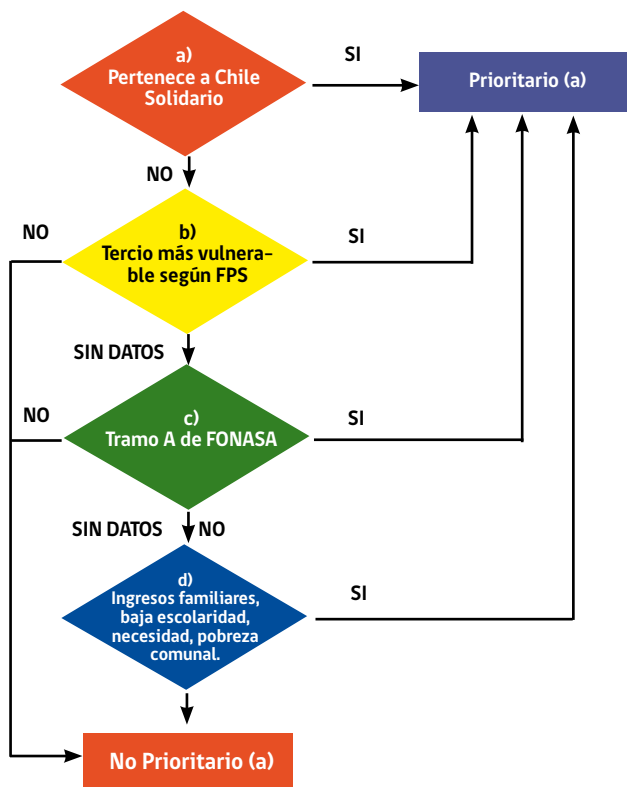 a)
Pertenece a Chile
Solidario
SI
Prioritario (a)
NO
NO
b)
Tercio más vulnera-
ble según FPS
SI
SIN DATOS
NO
c)
Tramo A de FONASA
SI
SIN DATOS
NO
d)
Ingresos familiares,
baja escolaridad,
necesidad, pobreza
comunal.
SI
No Prioritario (a)